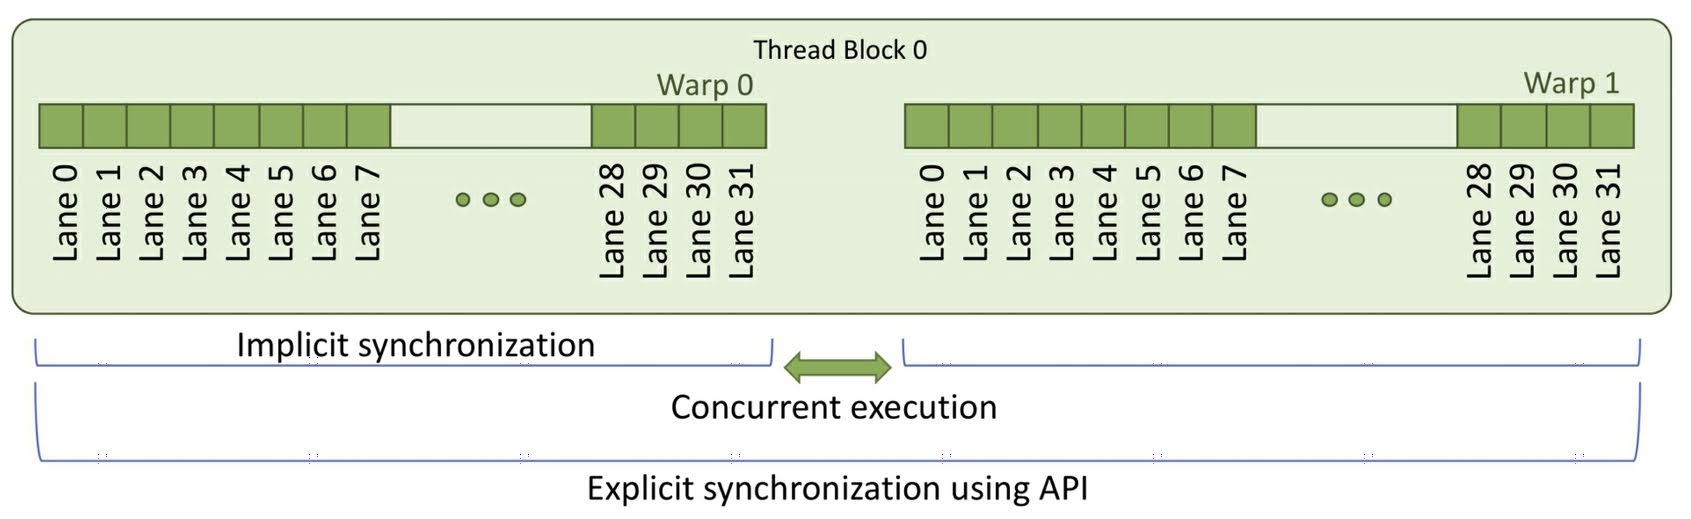 Thread Block 0
Warp 0
Warp 1
Lane 0
Lane 1
Lane 2
Lane 3
Lane 4
Lane 5
Lane 6
Lane 7
Lane 28
Lane 29
Lane 30
Lane 31
Lane 0
Lane 1
Lane 2
Lane 3
Lane 4
Lane 5
Lane 6
Lane 7
Lane 28
Lane 29
Lane 30
Lane 31
Implicit synchronization
Concurrent execution
Explicit synchronization using API